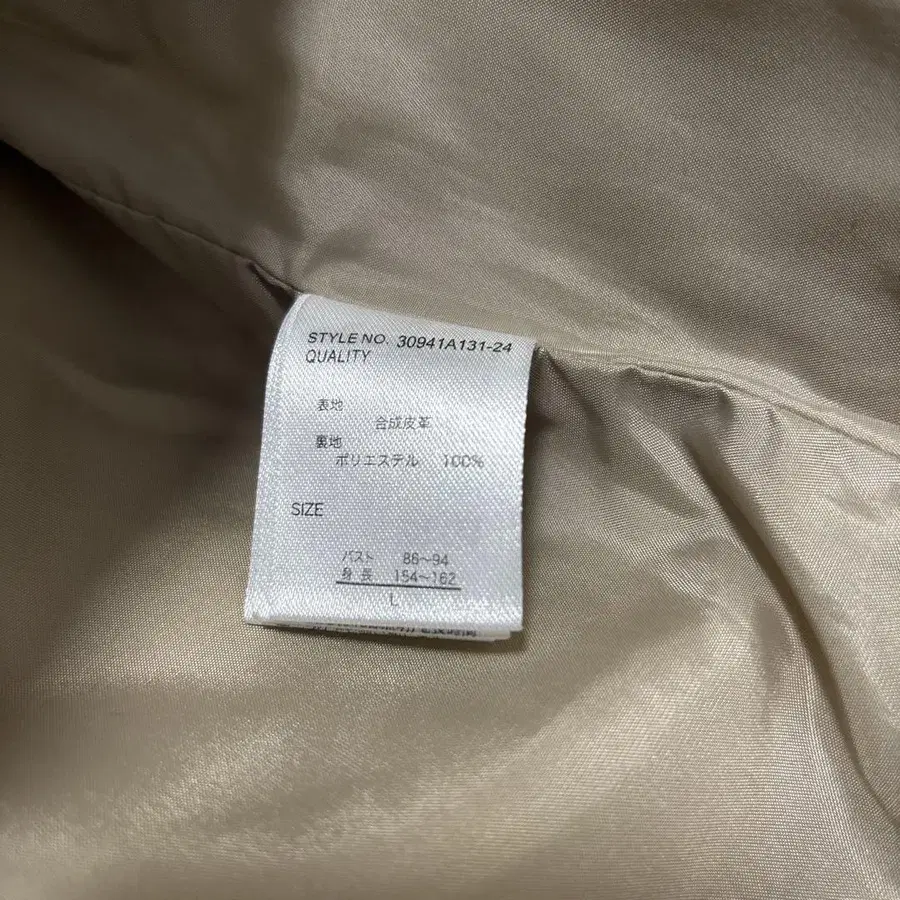 STYLE NO. 30941A131-24
QUALITY
表地
合成皮革
裏地
ポリエステル 100%
SIZE
バスト 86～94
身長 154～162
L